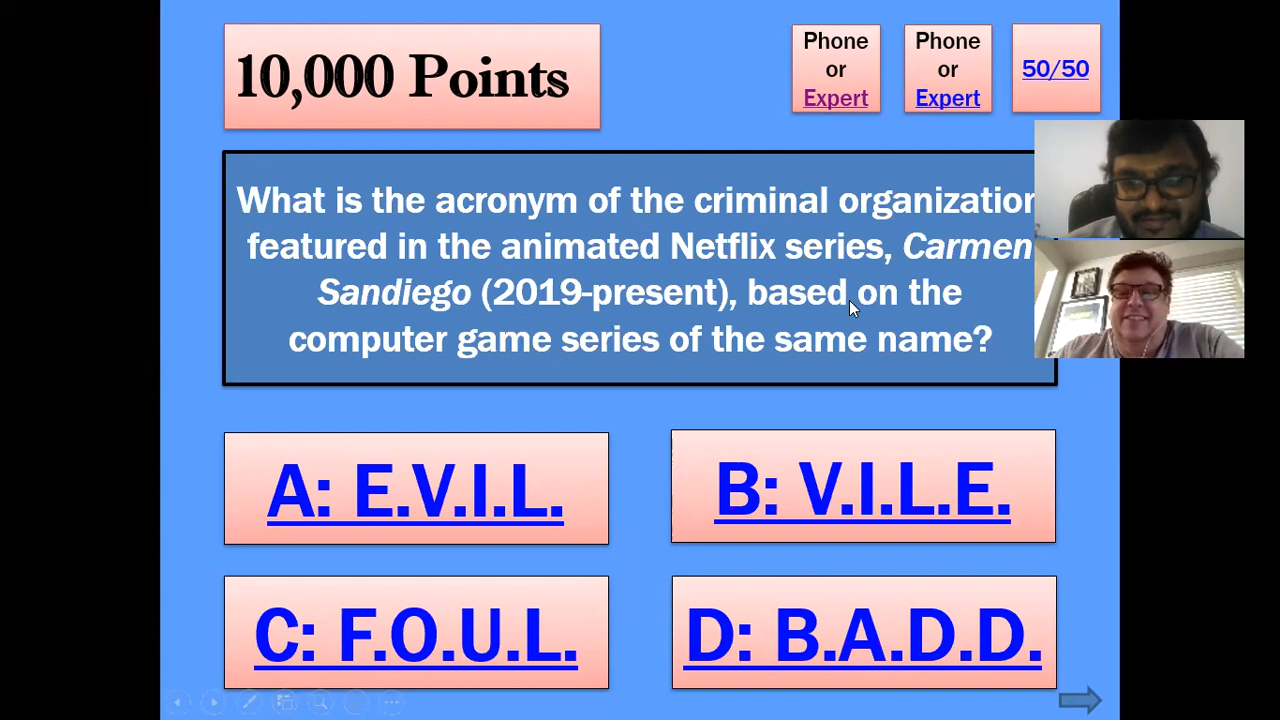 10,000 Points
Phone
or
Expert
Phone
or
Expert
50/50
What is the acronym of the criminal organization
featured in the animated Netflix series, Carmen
Sandiego (2019-present), based on the
computer game series of the same name?
A: E.V.I.L.
B: V.I.L.E.
C: F.O.U.L.
D: B.A.D.D.